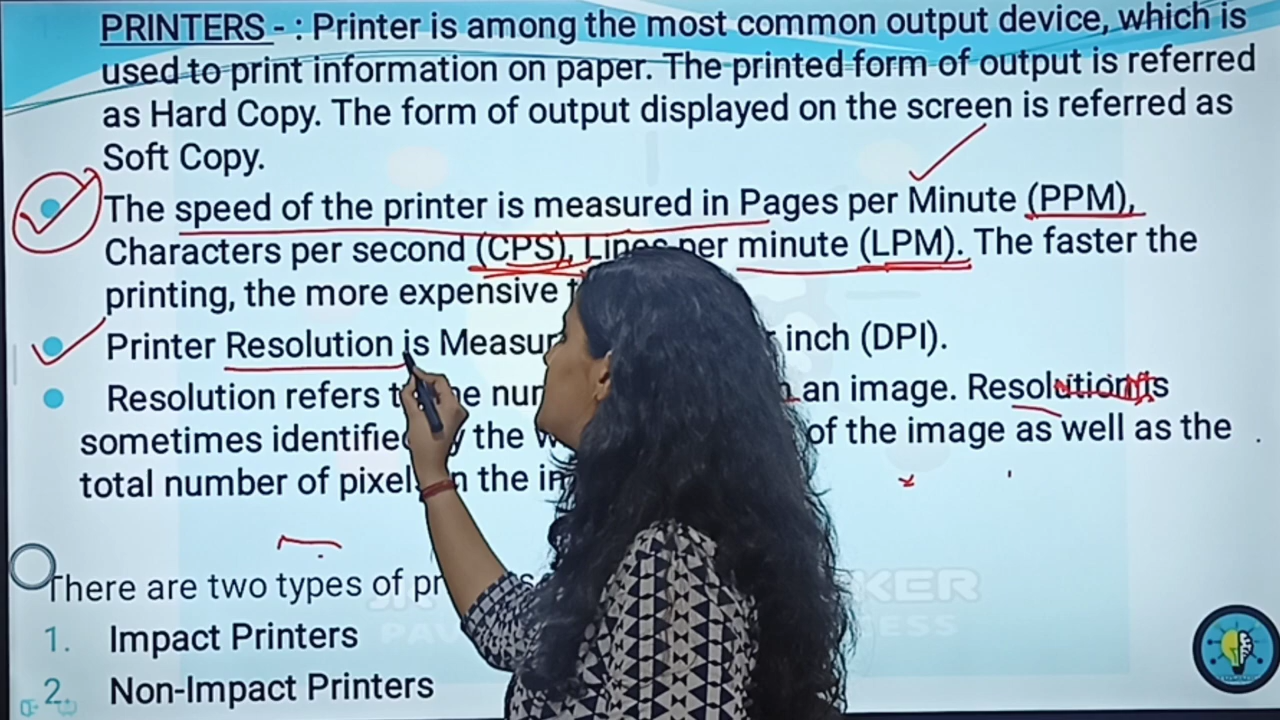 PRINTERS - : Printer is among the most common output device, which is
used to print information on paper. The printed form of output is referred
as Hard Copy. The form of output displayed on the screen is referred as
Soft Copy.
The speed of the printer is measured in Pages per Minute (PPM),
Characters per second (CPS), Lines per minute (LPM). The faster the
printing, the more expensive
Printer Resolution is inch (DPI).
Resolution refers an image. Resolution is
sometimes the of the image as well as the
total number of in the
There are two types of
1. Impact Printers
2. Non-Impact Printers